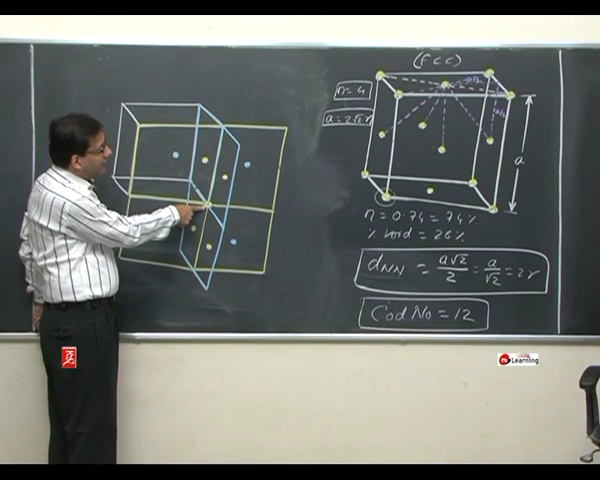 (Fcc)
n = 4
a = 2√2 r
a
η = 0.74 = 74%
% void = 26%
dNN = a√2/2 = a/√2 = 2r
Cod No = 12
Learning